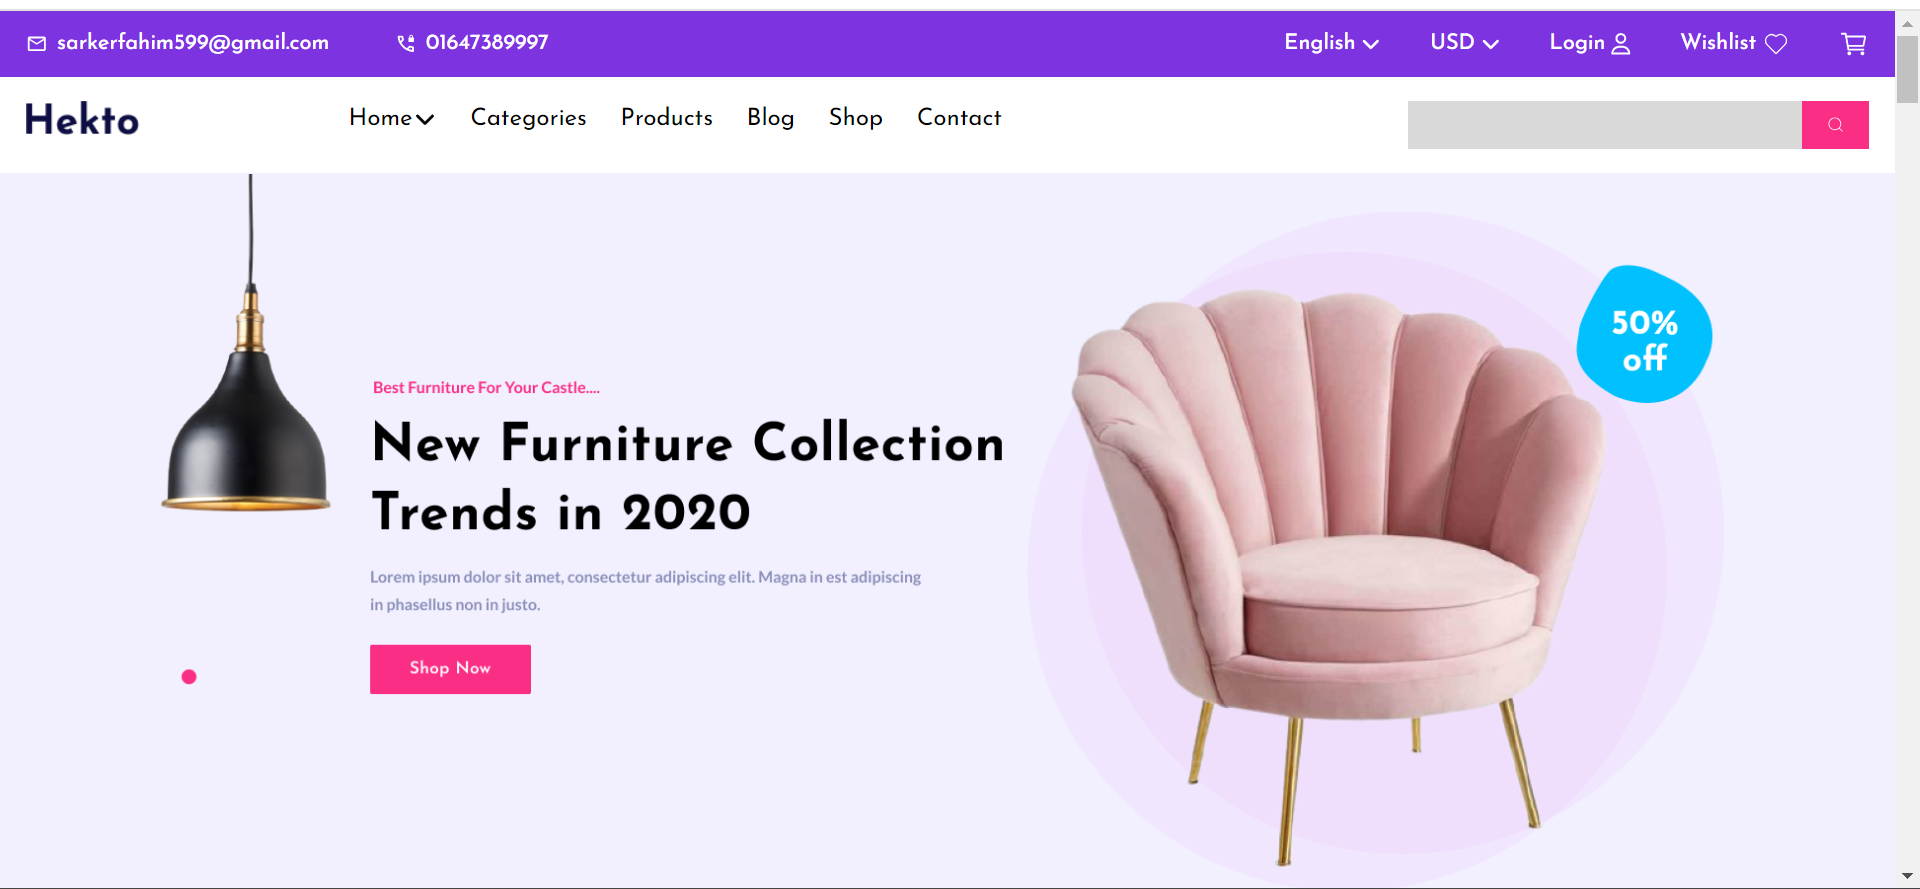 sarkerfahim599@gmail.com 01647389997 English USD Login Wishlist
Hekto Home Categories Products Blog Shop Contact
50%
off
Best Furniture For Your Castle....
New Furniture Collection
Trends in 2020
Lorem ipsum dolor sit amet, consectetur adipiscing elit. Magna in est adipiscing
in phasellus non in justo.
Shop Now